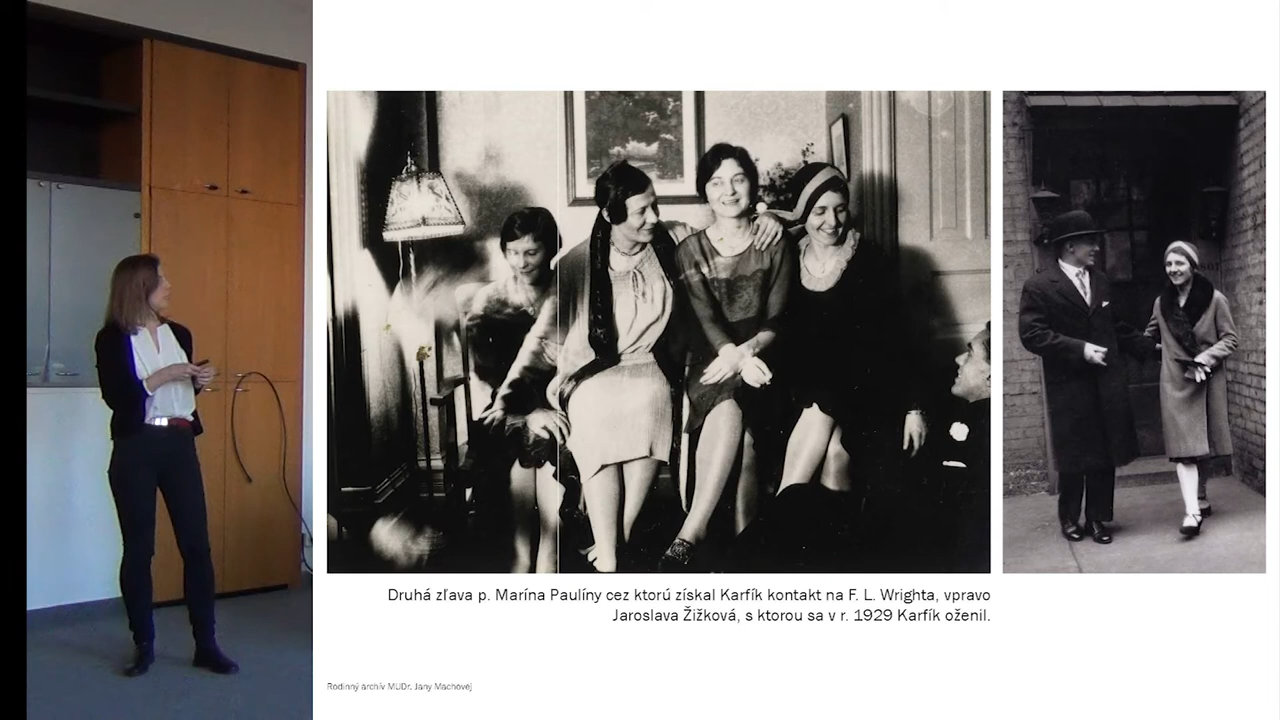 Druhá zľava p. Marína Paulíny cez ktorú získal Karfík kontakt na F. L. Wrighta, vpravo
Jaroslava Žižková, s ktorou sa v r. 1929 Karfík oženil.
Rodinný archív MUDr. Jany Machovej